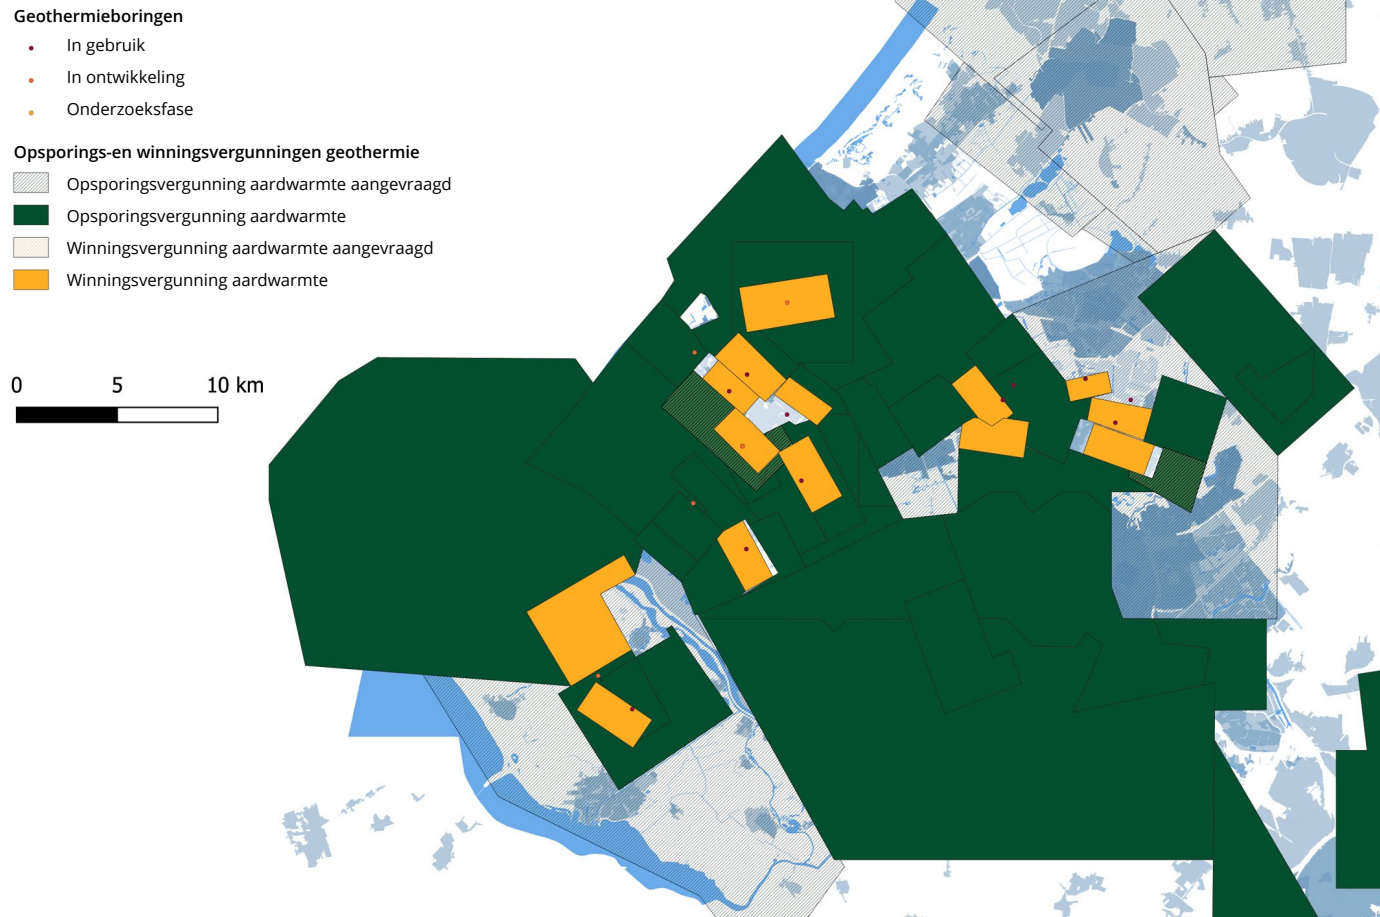 Geothermieboringen
In gebruik
In ontwikkeling
Onderzoeksfase
Opsporings-en winningsvergunningen geothermie
Opsporingsvergunning aardwarmte aangevraagd
Opsporingsvergunning aardwarmte
Winningsvergunning aardwarmte aangevraagd
Winningsvergunning aardwarmte
0 5 10 km